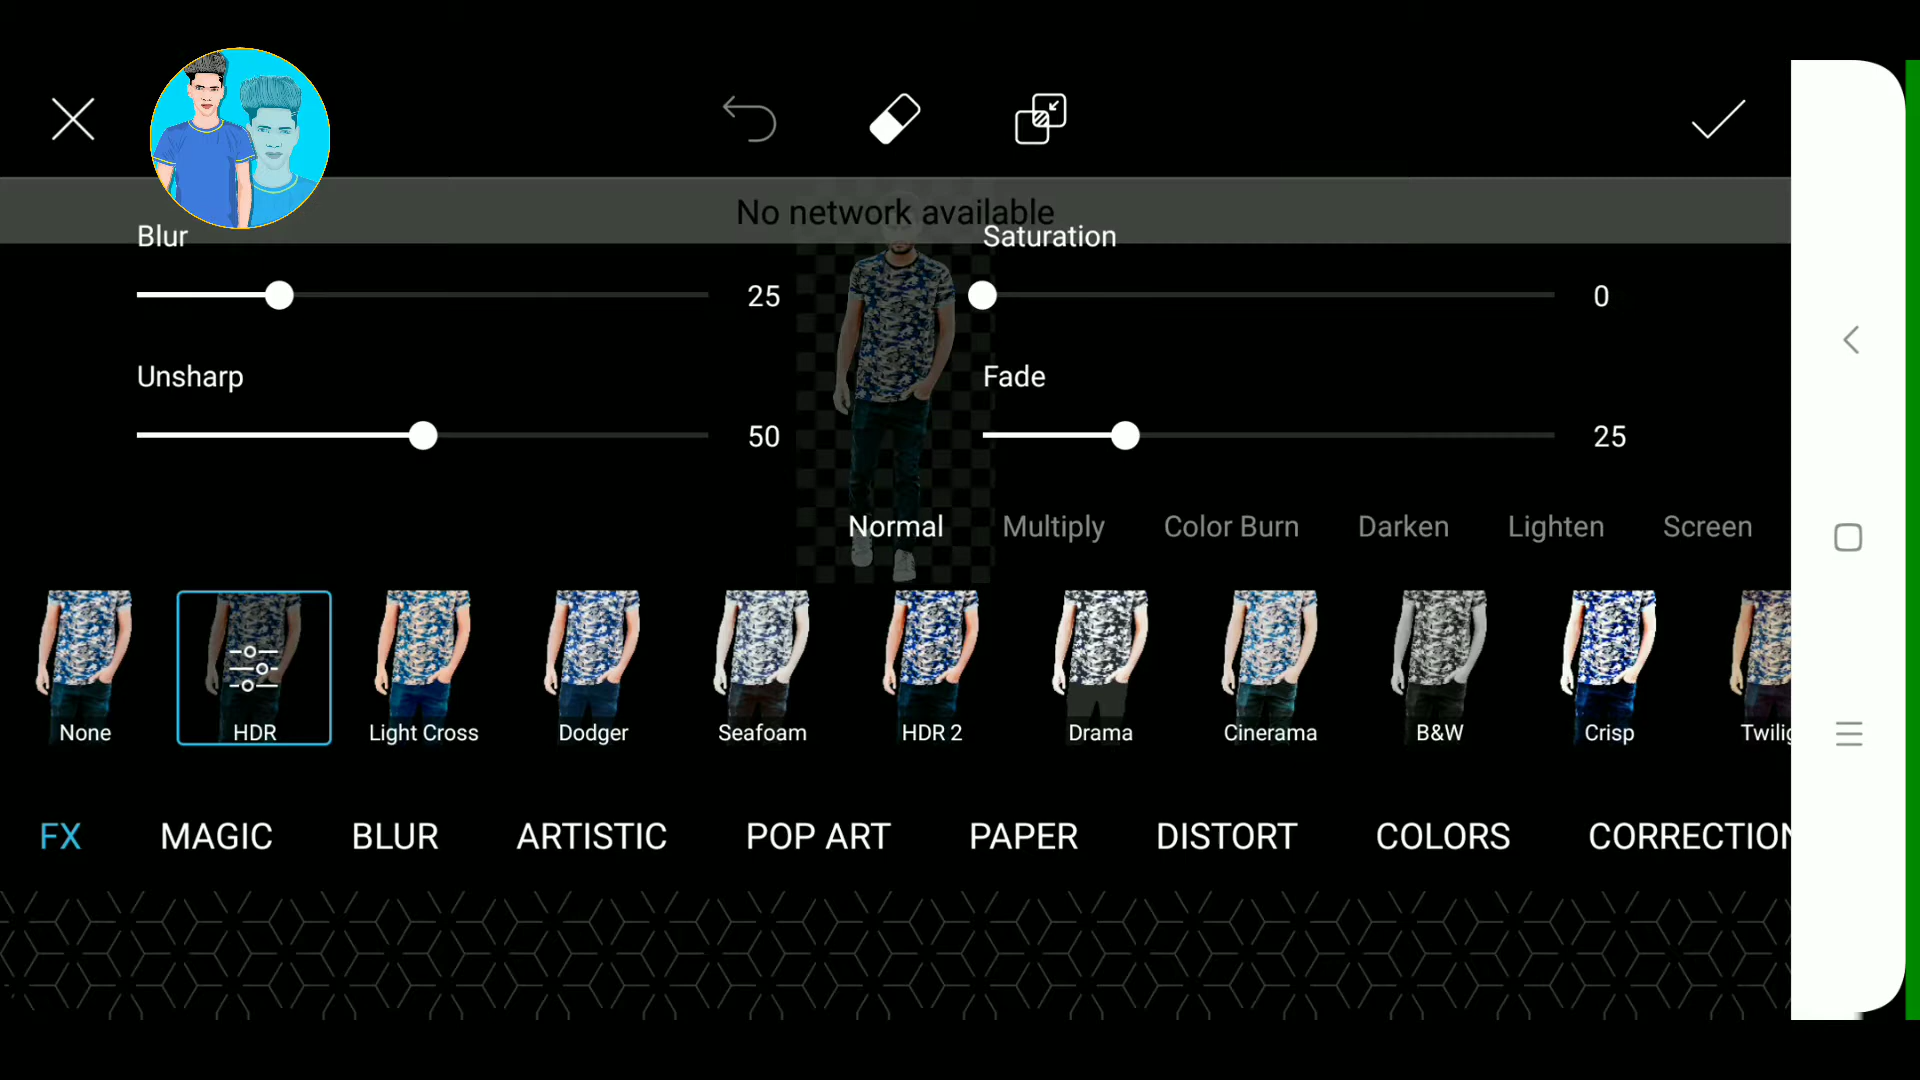 No network available
Blur
Saturation
25
0
Unsharp
Fade
50
25
Normal Multiply Color Burn Darken Lighten Screen
None HDR Light Cross Dodger Seafoam HDR 2 Drama Cinerama B&W Crisp Twilig
FX MAGIC BLUR ARTISTIC POP ART PAPER DISTORT COLORS CORRECTION